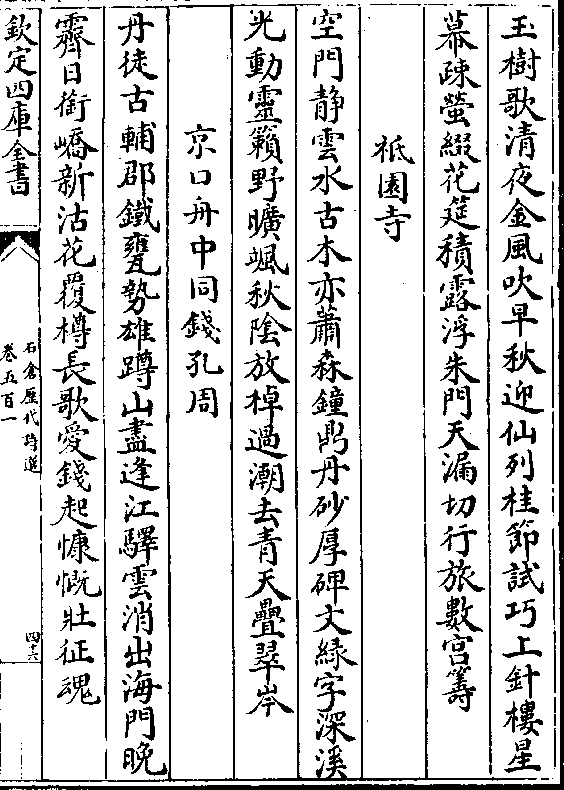 玉樹歌清夜金風吹早秋迎仙列桂節試巧上針樓星
幕疎螢綴花筵積露浮朱門天漏切行旅數宫籌
祇園寺
空門靜雲水古木亦蕭森鐘鼎丹砂厚碑文緑字深溪
光動靈籟野曠颯秋陰放棹過潮去青天疊翠岑
京口舟中同錢孔周
丹徒古輔郡鐵甕勢雄蹲山盡逢江驛雲消出海門晚
霽日銜嶠新沽花覆樽長歌愛錢起慷慨壯征魂
欽定四庫全書
石倉歷代詩選
卷五百一
四十六